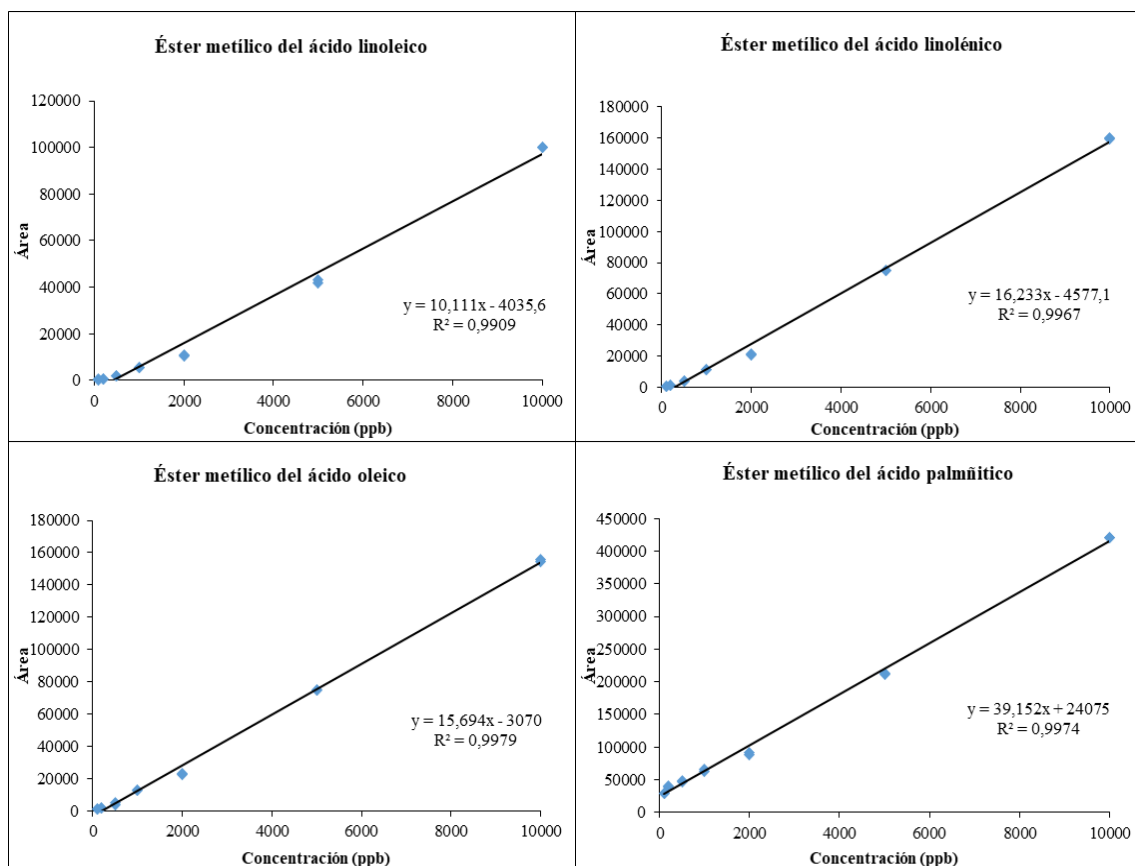 Éster metílico del ácido linoleico
120000
100000
80000
60000
40000
20000
0
Área
0 2000 4000 6000 8000 10000
Concentración (ppb)
y = 10,111x - 4035,6
R² = 0,9909
Éster metílico del ácido linolénico
180000
160000
140000
120000
100000
80000
60000
40000
20000
0
Área
0 2000 4000 6000 8000 10000
Concentración (ppb)
y = 16,233x - 4577,1
R² = 0,9967
Éster metílico del ácido oleico
180000
160000
140000
120000
100000
80000
60000
40000
20000
0
Área
0 2000 4000 6000 8000 10000
Concentración (ppb)
y = 15,694x - 3070
R² = 0,9979
Éster metílico del ácido palmñitico
450000
400000
350000
300000
250000
200000
150000
100000
50000
0
Área
0 2000 4000 6000 8000 10000
Concentración (ppb)
y = 39,152x + 24075
R² = 0,9974